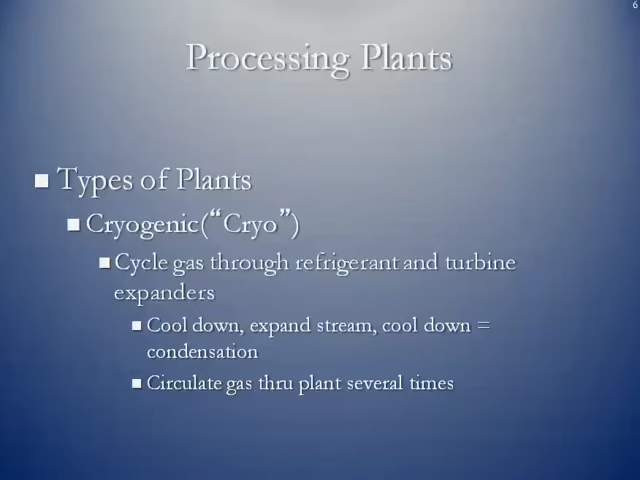 6
Processing Plants
Types of Plants
Cryogenic(“Cryo”)
Cycle gas through refrigerant and turbine
expanders
Cool down, expand stream, cool down =
condensation
Circulate gas thru plant several times